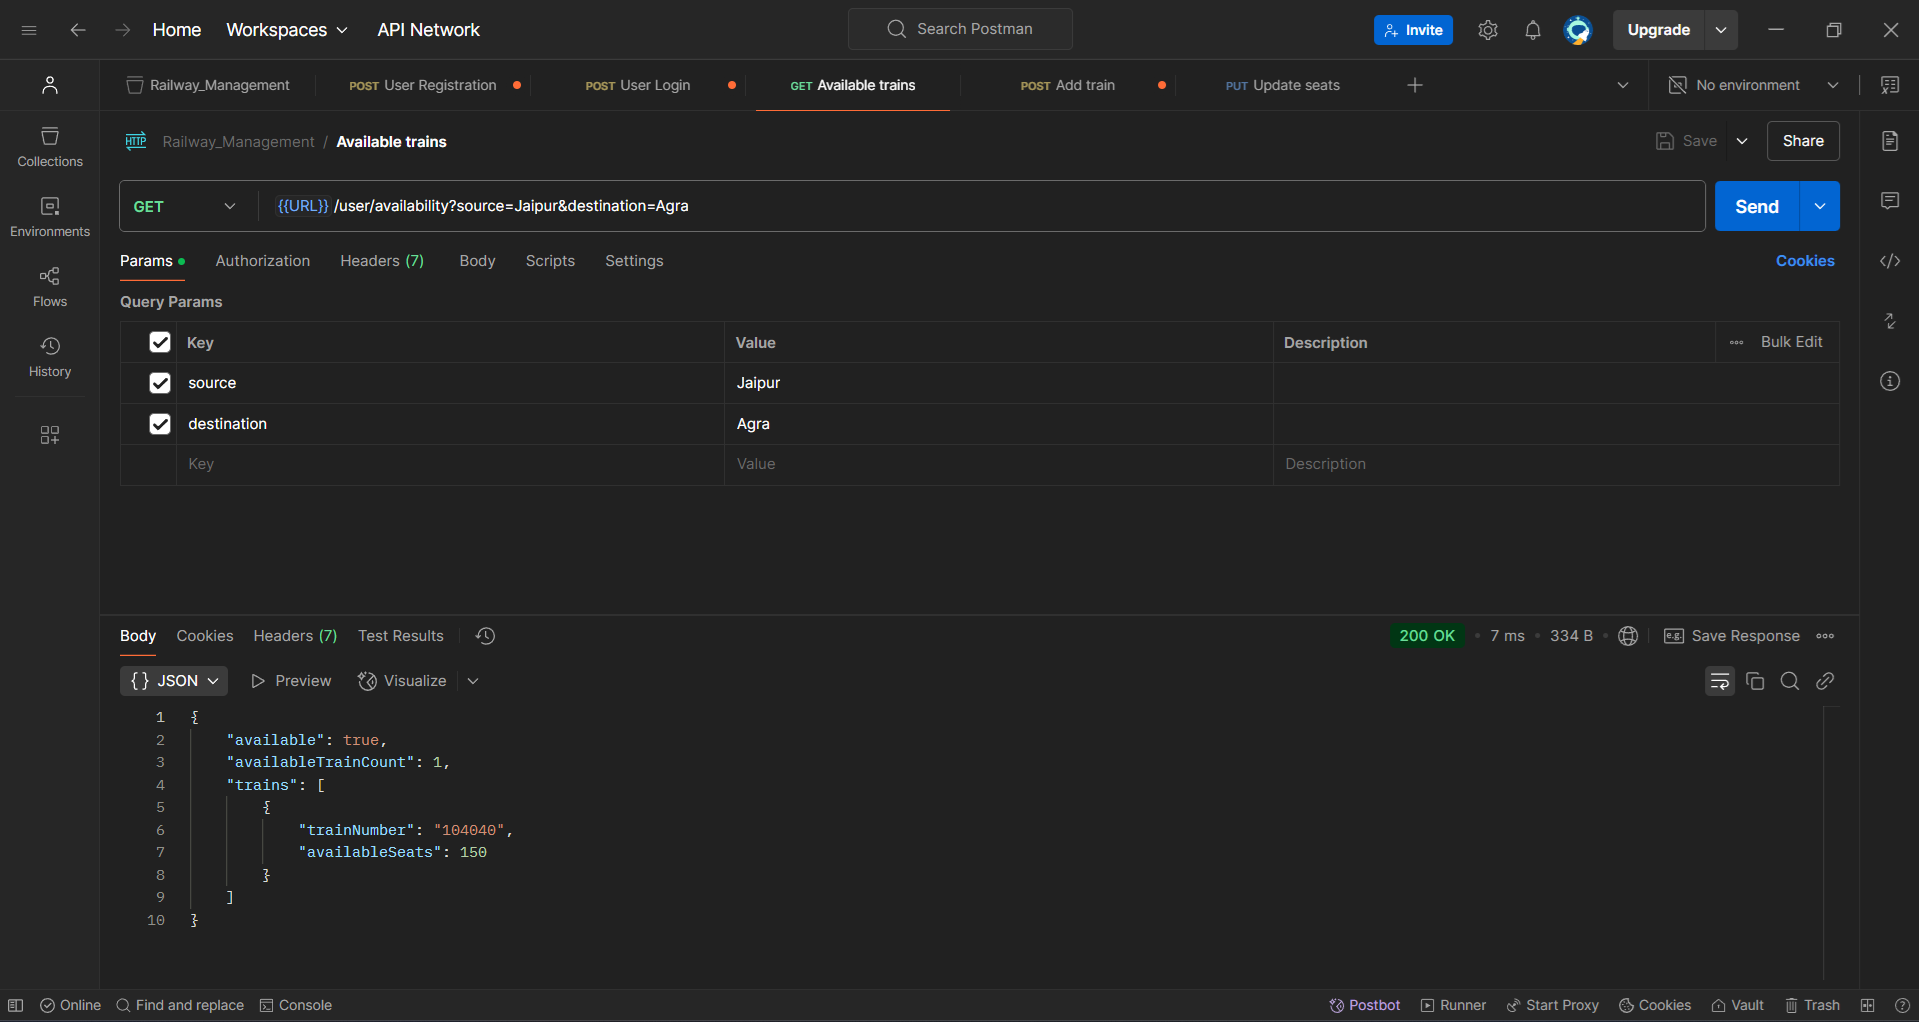 Home Workspaces API Network Search Postman Invite Upgrade
Railway_Management POST User Registration POST User Login GET Available trains POST Add train PUT Update seats No environment
HTTP Railway_Management / Available trains Save Share
Collections
GET {{URL}} /user/availability?source=Jaipur&destination=Agra Send
Environments
Params Authorization Headers (7) Body Scripts Settings Cookies
Flows
Query Params
Key Value Description Bulk Edit
History
source Jaipur
destination Agra
Key Value Description
Body Cookies Headers (7) Test Results 200 OK • 7 ms • 334 B • e.g. Save Response
{} JSON Preview Visualize
1 {
2 "available": true,
3 "availableTrainCount": 1,
4 "trains": [
5 {
6 "trainNumber": "104040",
7 "availableSeats": 150
8 }
9 ]
10 }
Online Find and replace Console Postbot Runner Start Proxy Cookies Vault Trash